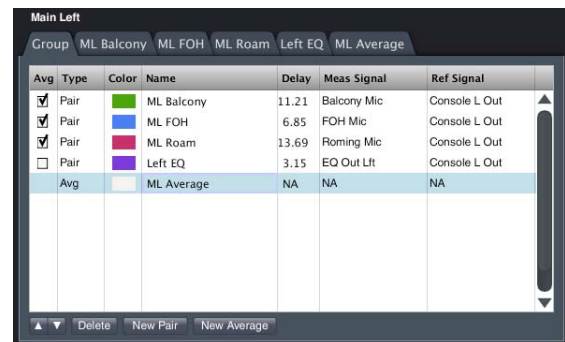 Main Left
Group ML Balcony ML FOH ML Roam Left EQ ML Average
Avg Type Color Name Delay Meas Signal Ref Signal
Pair ML Balcony 11.21 Balcony Mic Console L Out
Pair ML FOH 6.85 FOH Mic Console L Out
Pair ML Roam 13.69 Roming Mic Console L Out
Pair Left EQ 3.15 EQ Out Lft Console L Out
Avg ML Average NA NA NA
Delete New Pair New Average